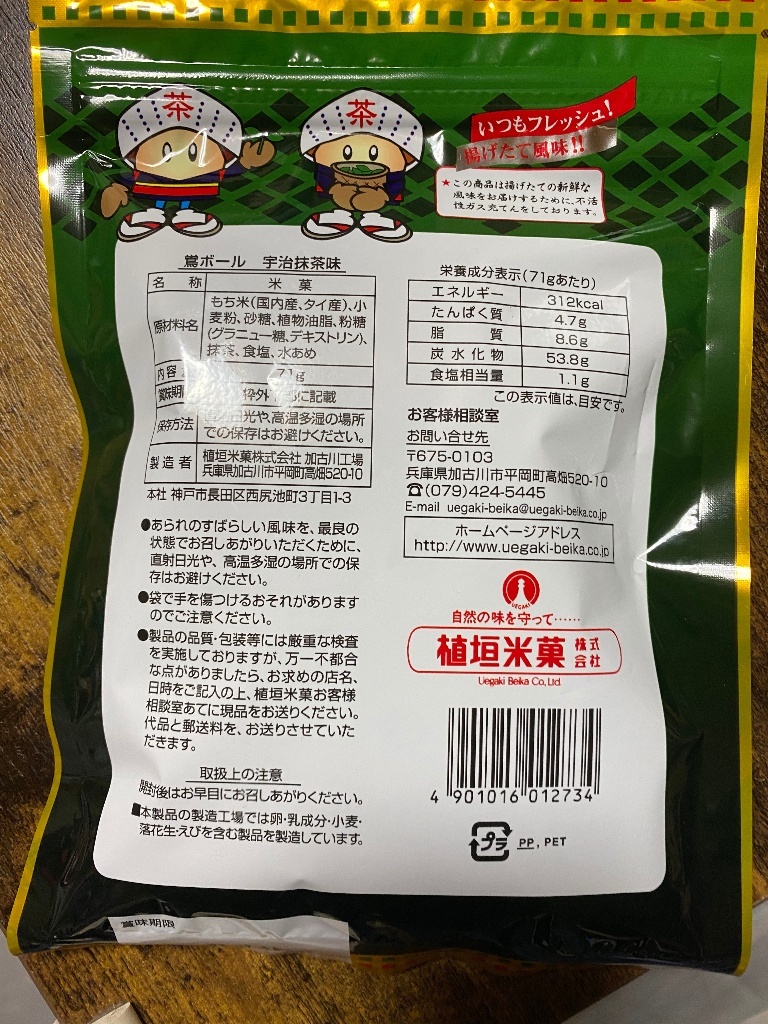 茶
茶
いつもフレッシュ!
揚げたて風味!!
★この商品は揚げたての新鮮な
風味をお届けするために、不活
性ガス充てんをしております。
鴬ボール 宇治抹茶味
名 称 米 菓
原材料名 もち米(国内産、タイ産)、小
麦粉、砂糖、植物油脂、粉糖
(グラニュー糖、デキストリン)、
抹茶、食塩、水あめ
内容 71g
賞味期限 枠外 部に記載
保存方法 日光や、高温多湿の場所
での保存はお避けください。
製造者 植垣米菓株式会社 加古川工場
兵庫県加古川市平岡町高畑520-10
本社 神戸市長田区西尻池町3丁目1-3
●あられのすばらしい風味を、最良の
状態でお召しあがりいただくために、
直射日光や、高温多湿の場所での保
存はお避けください。
●袋で手を傷つけるおそれがあります
のでご注意ください。
●製品の品質・包装等には厳重な検査
を実施しておりますが、万一不都合
な点がありましたら、お求めの店名、
日時をご記入の上、植垣米菓お客様
相談室あてに現品をお送りください。
代品と郵送料を、お送りさせていた
だきます。
取扱上の注意
開封後はお早目にお召しあがりください。
■本製品の製造工場では卵・乳成分・小麦・
落花生・えびを含む製品を製造しています。
賞味期限
栄養成分表示(71gあたり)
エネルギー 312kcal
たんぱく質 4.7g
脂 質 8.6g
炭水化物 53.8g
食塩相当量 1.1g
この表示値は、目安です。
お客様相談室
お問い合せ先
〒675-0103
兵庫県加古川市平岡町高畑520-10
☎(079)424-5445
E-mail uegaki-beika@uegaki-beika.co.jp
ホームページアドレス
http://www.uegaki-beika.co.jp
UEGAKI
自然の味を守って……
植垣米菓 株式会社
Uegaki Beika Co., Ltd.
4 901016 012734
プラ PP, PET